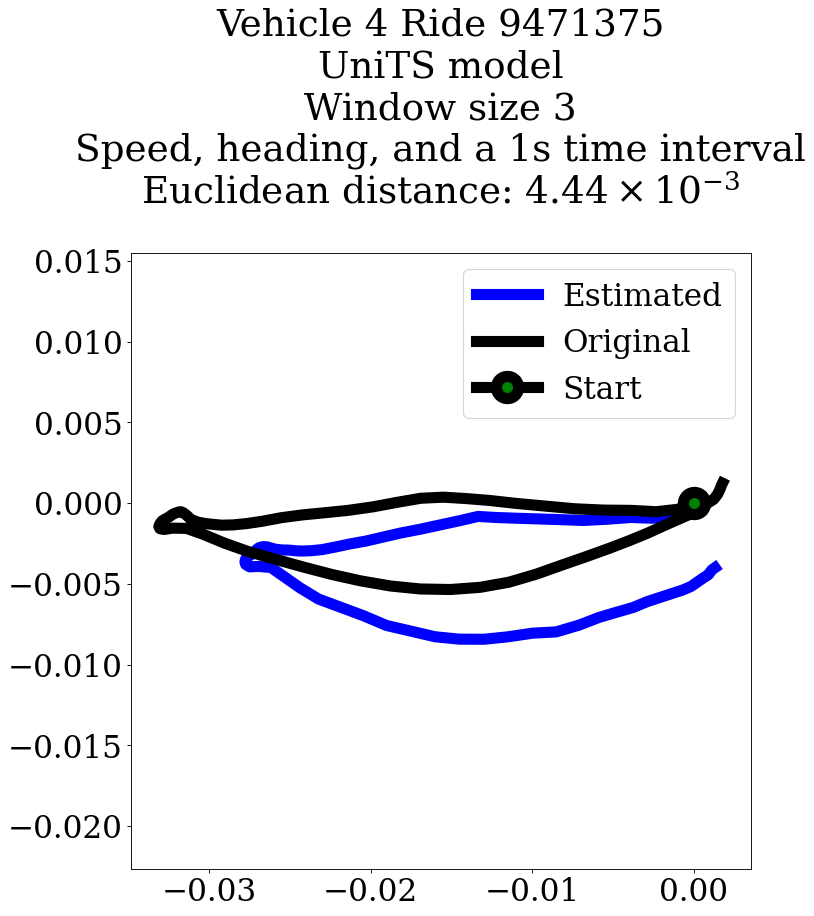 Vehicle 4 Ride 9471375
UniTS model
Window size 3
Speed, heading, and a 1s time interval
Euclidean distance: 4.44 × 10⁻³
0.015
0.010
0.005
0.000
−0.005
−0.010
−0.015
−0.020
Estimated
Original
Start
−0.03 −0.02 −0.01 0.00